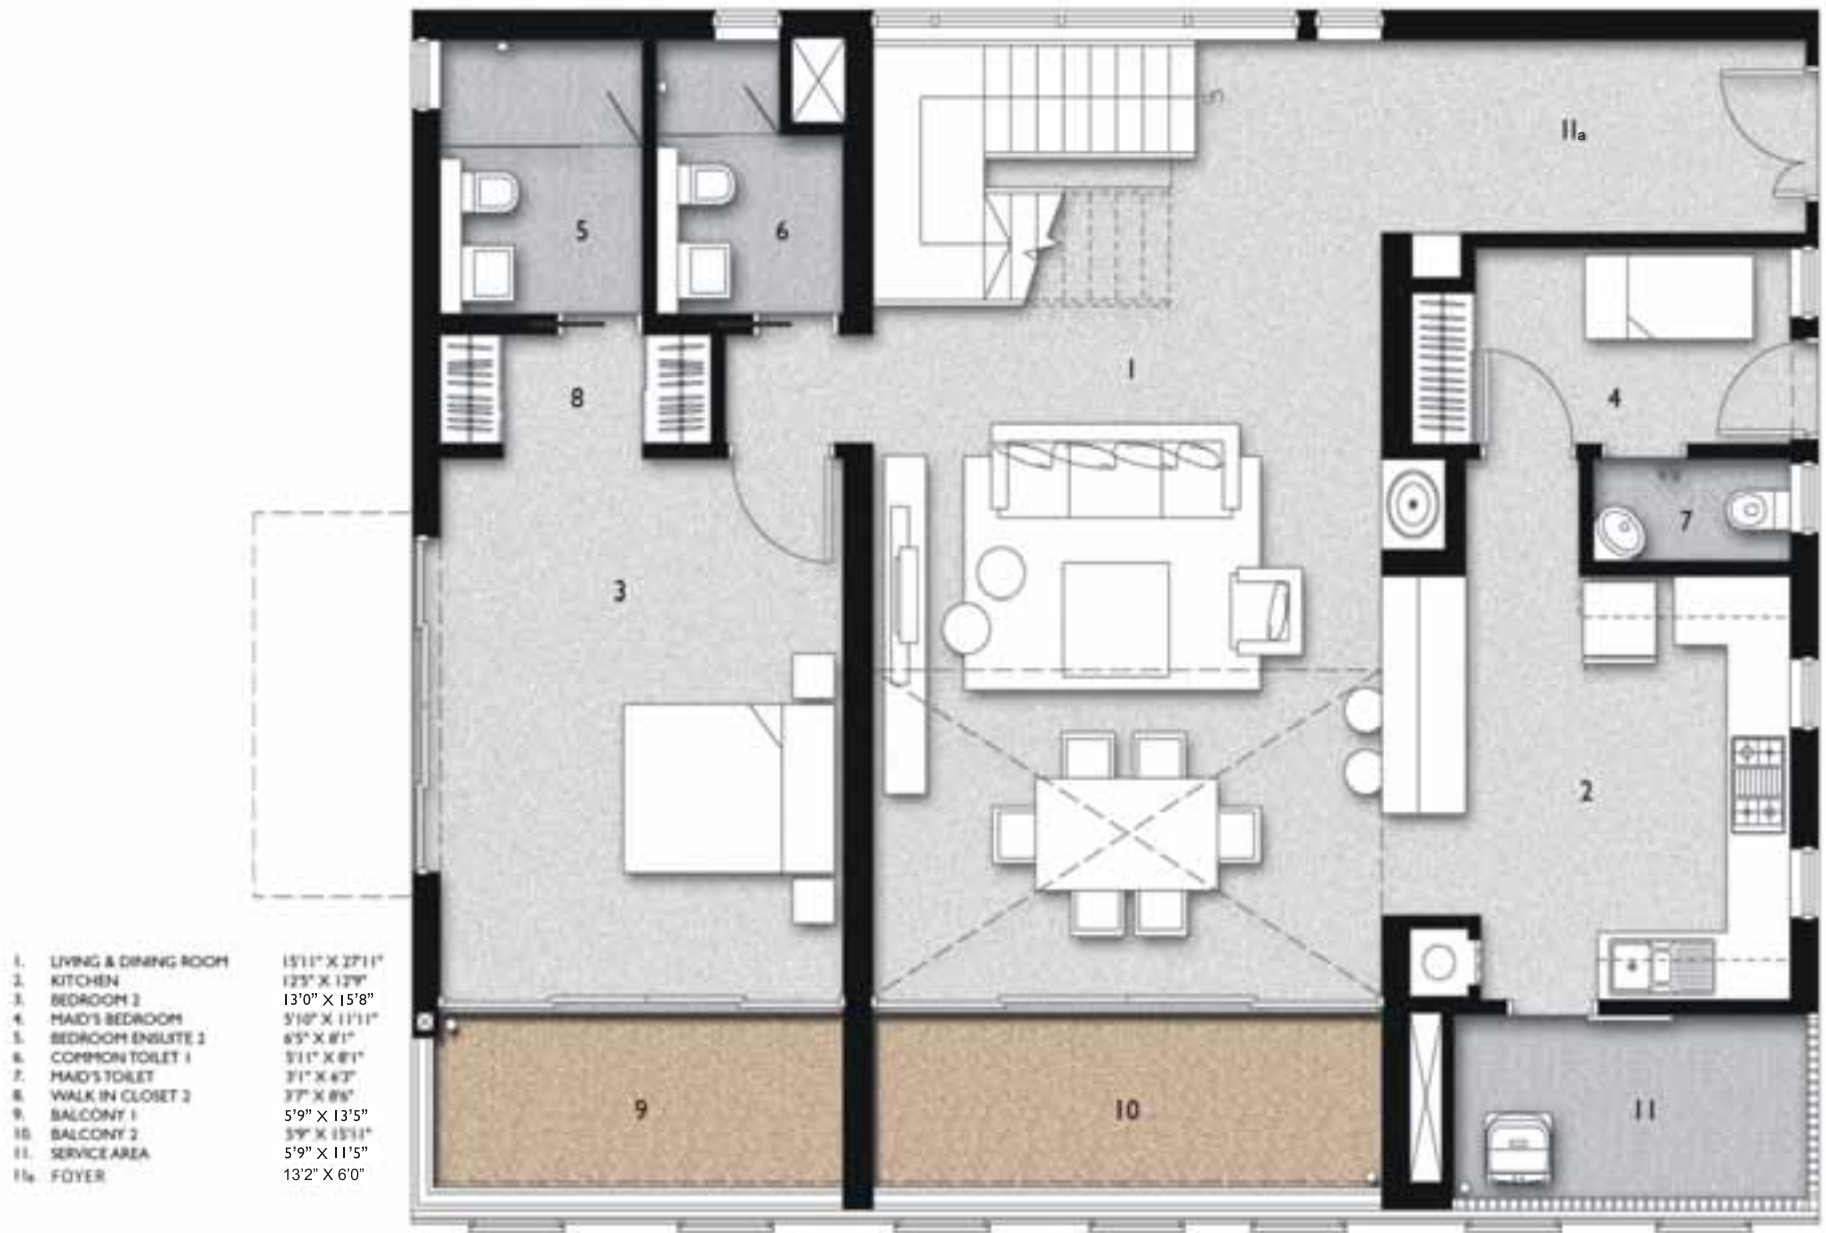 11a
5
5
6
1
8
4
7
3
2
9
10
11
1. LIVING & DINING ROOM 15'11" X 27'11"
2. KITCHEN 12'5" X 12'9"
3. BEDROOM 2 13'0" X 15'8"
4. MAID'S BEDROOM 5'10" X 11'11"
5. BEDROOM ENSUITE 2 6'5" X 8'1"
6. COMMON TOILET 1 5'11" X 8'1"
7. MAID'S TOILET 3'1" X 6'3"
8. WALK IN CLOSET 2 3'7" X 8'6"
9. BALCONY 1 5'9" X 13'5"
10. BALCONY 2 5'9" X 15'11"
11. SERVICE AREA 5'9" X 11'5"
11a FOYER 13'2" X 6'0"